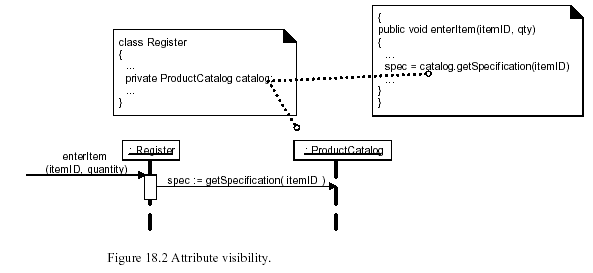 class Register
{
...
private ProductCatalog catalog;
...
}
{
public void enterItem(itemID, qty)
{
...
spec = catalog.getSpecification(itemID)
...
}
}
: Register
: ProductCatalog
enterItem
(itemID, quantity)
spec := getSpecification( itemID )
Figure 18.2 Attribute visibility.